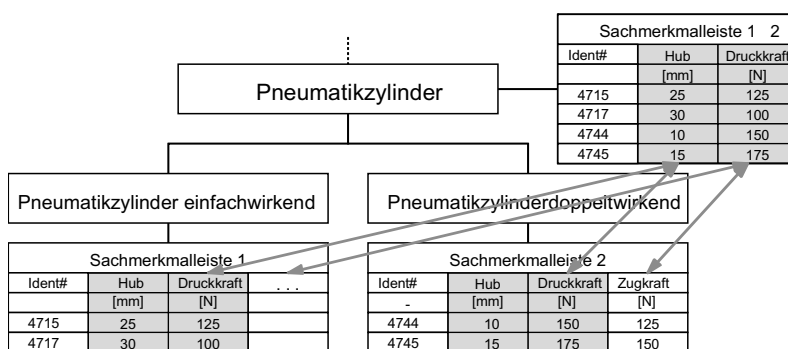 Sachmerkmalleiste 1 2
Ident# Hub Druckkraft
[mm] [N]
4715 25 125
4717 30 100
4744 10 150
4745 15 175
Pneumatikzylinder
Pneumatikzylinder einfachwirkend
Pneumatikzylinderdoppeltwirkend
Sachmerkmalleiste 1
Ident# Hub Druckkraft . . .
[mm] [N]
4715 25 125
4717 30 100
Sachmerkmalleiste 2
Ident# Hub Druckkraft Zugkraft
- [mm] [N] [N]
4744 10 150 125
4745 15 175 150